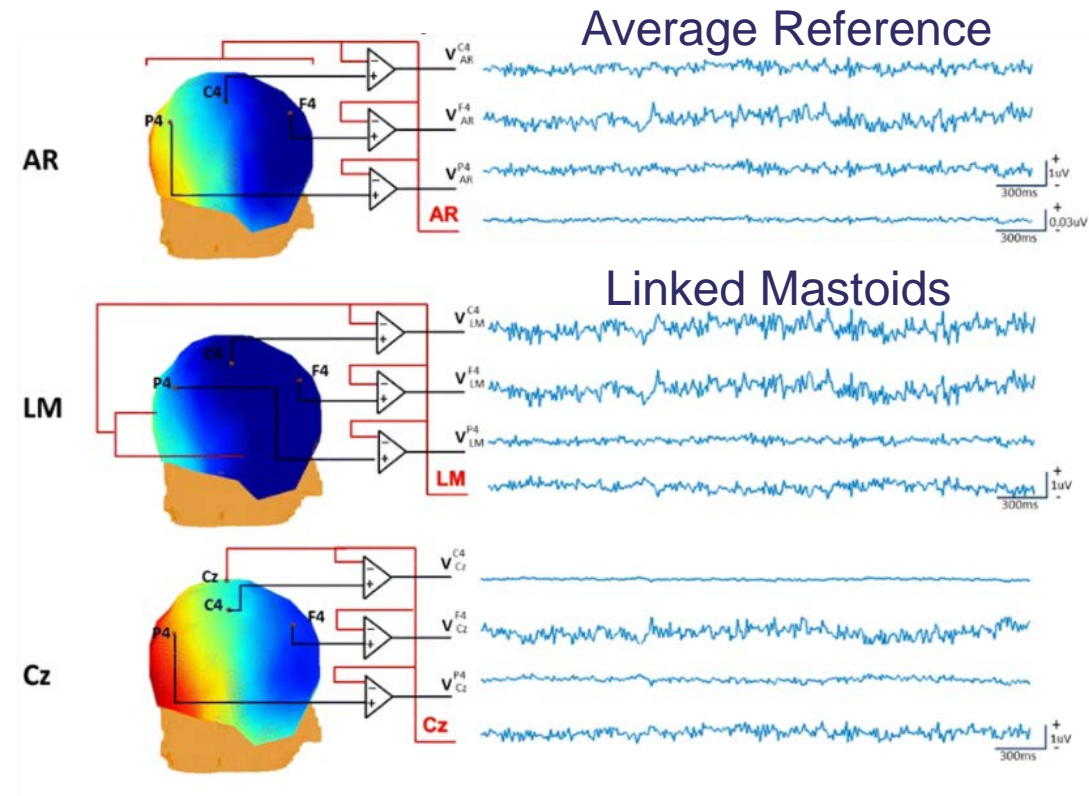 Average Reference
AR
C4
F4
P4
V C4 AR
V F4 AR
V P4 AR
AR
+
1uV
-
300ms
+
0.03uV
-
300ms
Linked Mastoids
LM
C4
F4
P4
V C4 LM
V F4 LM
V P4 LM
LM
+
1uV
-
300ms
Cz
Cz
C4
F4
P4
V C4 Cz
V F4 Cz
V P4 Cz
Cz
+
1uV
-
300ms